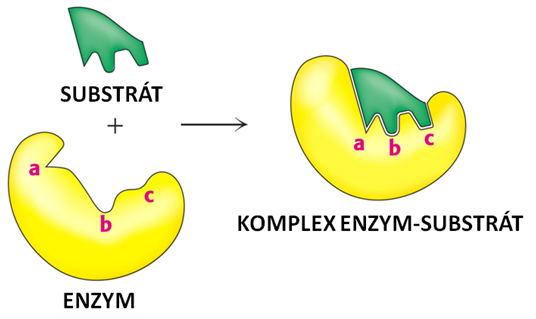 SUBSTRÁT
+
a
b
c
ENZYM
a
b
c
KOMPLEX ENZYM-SUBSTRÁT